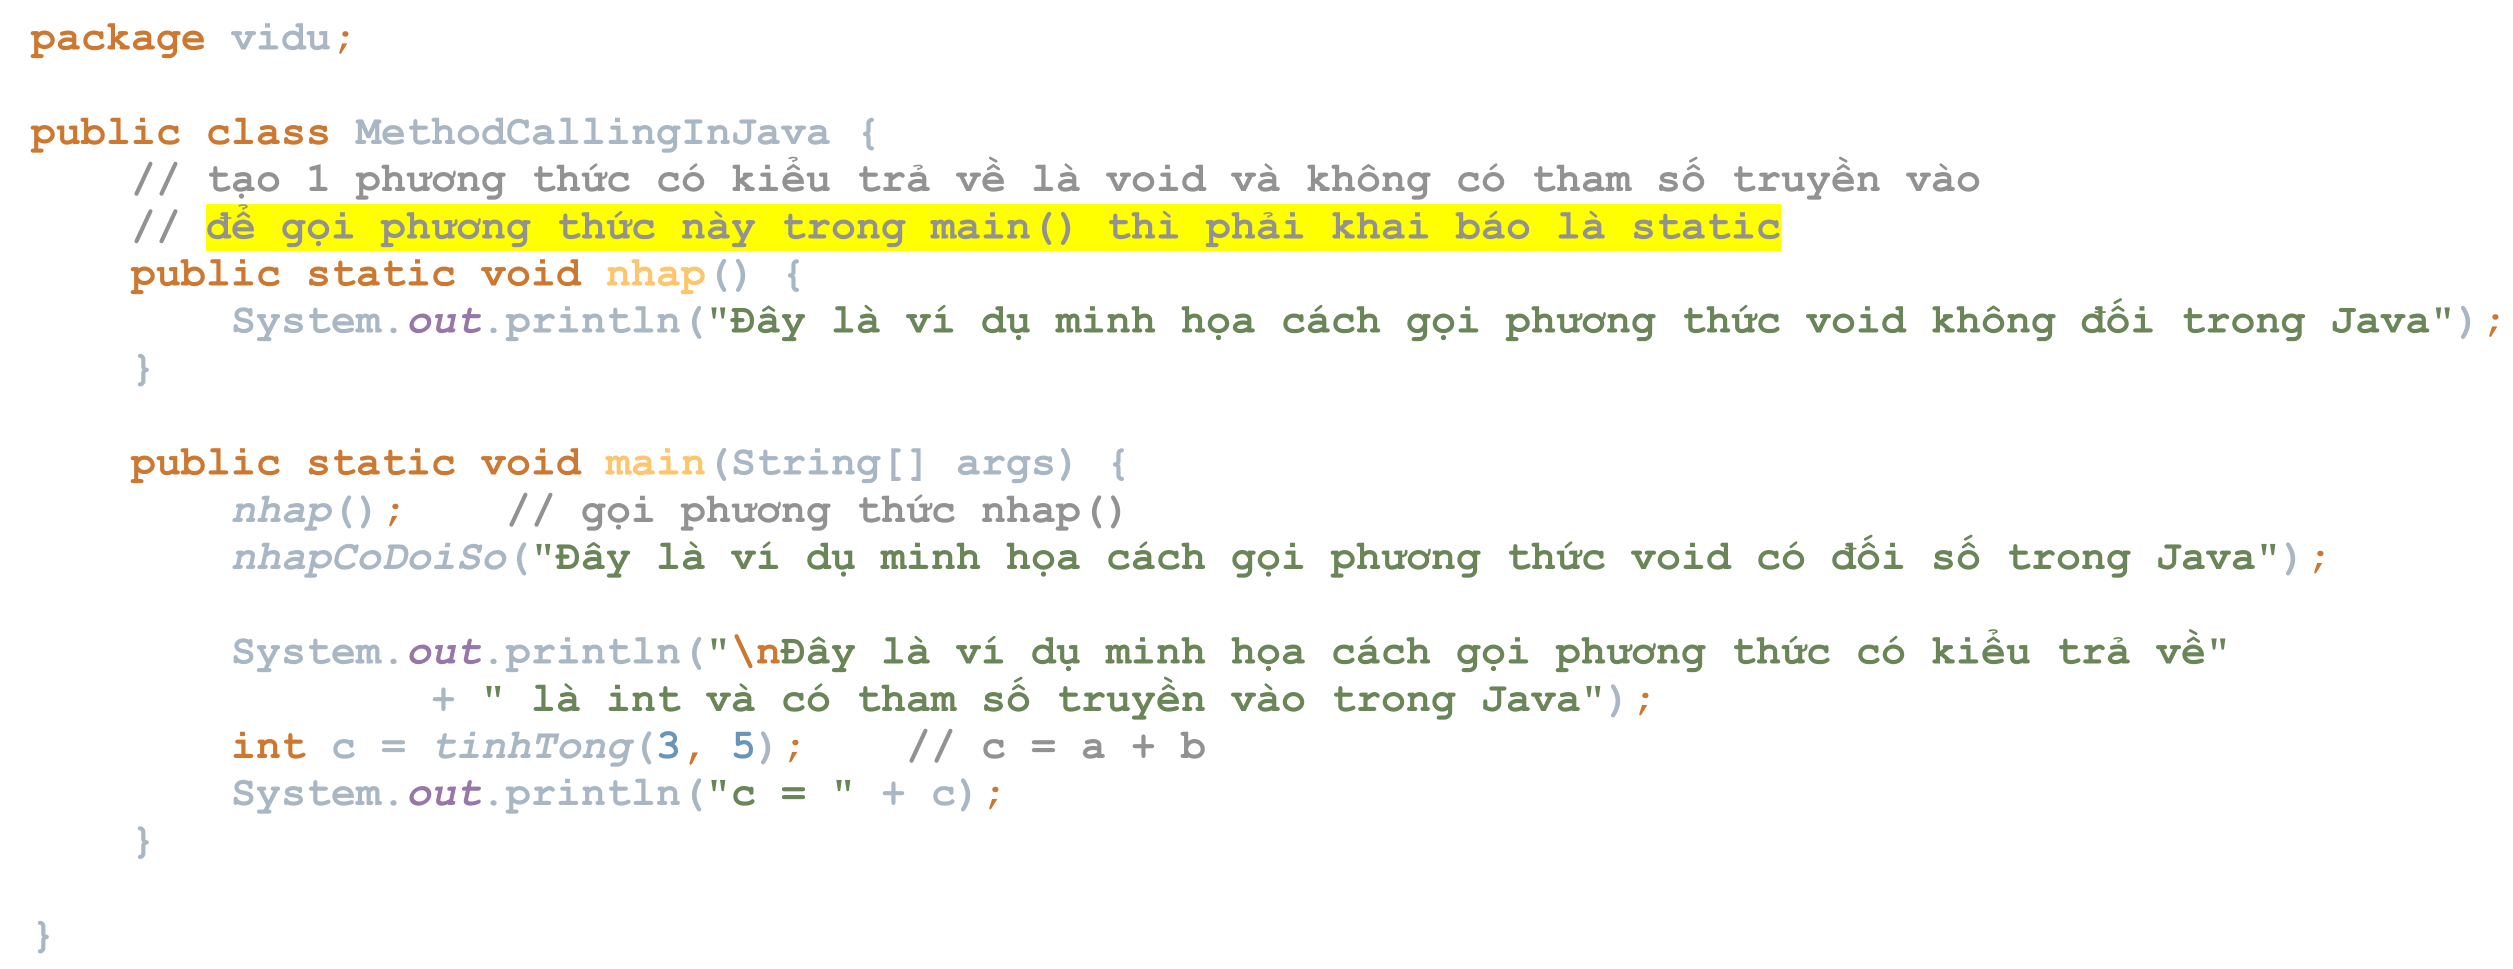 package vidu;
public class MethodCallingInJava {
// tạo 1 phương thức có kiểu trả về là void và không có tham số truyền vào
// để gọi phương thức này trong main() thì phải khai báo là static
public static void nhap() {
System.out.println("Đây là ví dụ minh họa cách gọi phương thức void không đối trong Java");
}
public static void main(String[] args) {
nhap(); // gọi phương thức nhap()
nhapCoDoiSo("Đấy là ví dụ minh họa cách gọi phương thức void có đối số trong Java");
System.out.println("\nĐây là ví dụ minh họa cách gọi phương thức có kiểu trả về"
+ " là int và có tham số truyền vào trong Java");
int c = tinhTong(3, 5); // c = a + b
System.out.println("c = " + c);
}
}